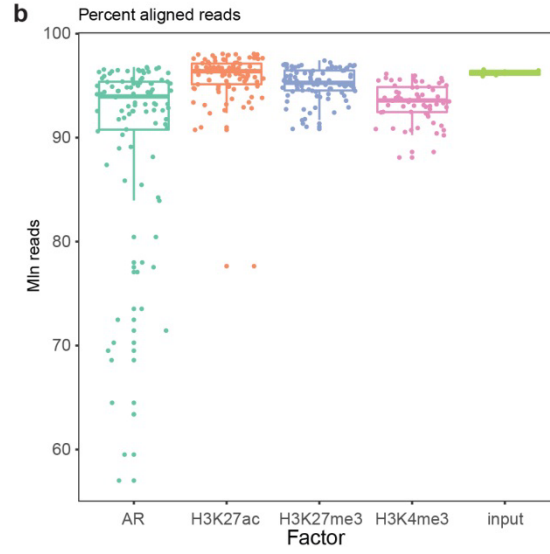 b
Percent aligned reads
100
90
80
70
60
Mln reads
AR H3K27ac H3K27me3 H3K4me3 input
Factor